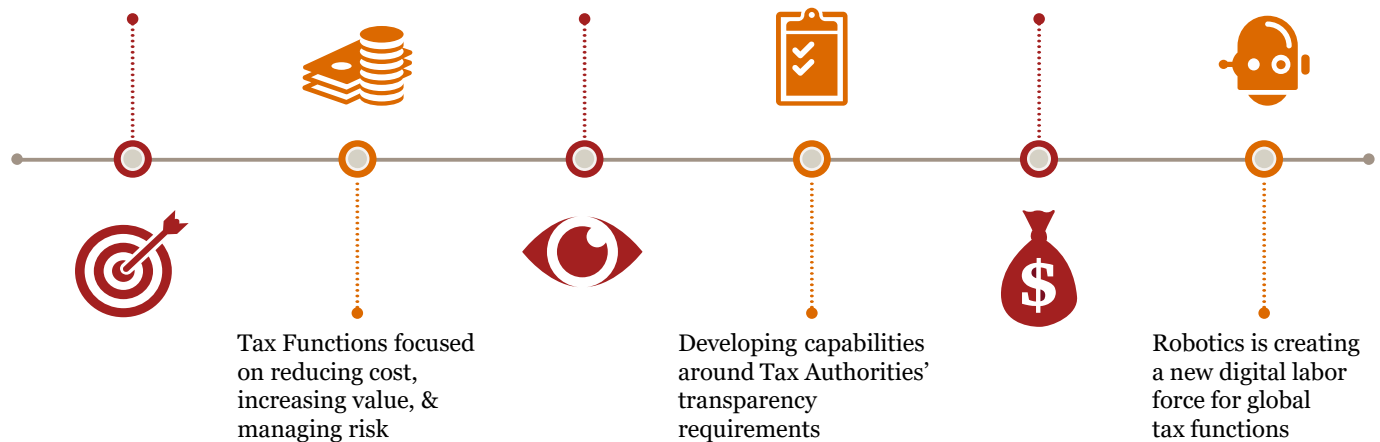 Tax Functions focused
on reducing cost,
increasing value, &
managing risk
Developing capabilities
around Tax Authorities’
transparency
requirements
$
Robotics is creating
a new digital labor
force for global
tax functions